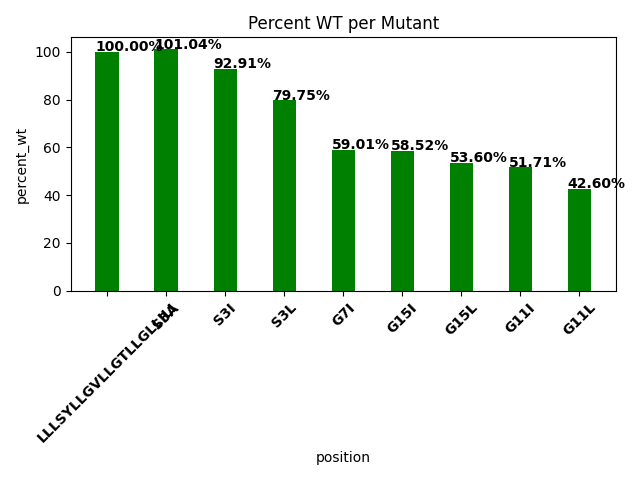 Percent WT per Mutant
100.00%
101.04%
92.91%
79.75%
59.01%
58.52%
53.60%
51.71%
42.60%
percent_wt
100
80
60
40
20
0
S3I
S3L
G7I
G15I
G15L
G11I
G11L
position